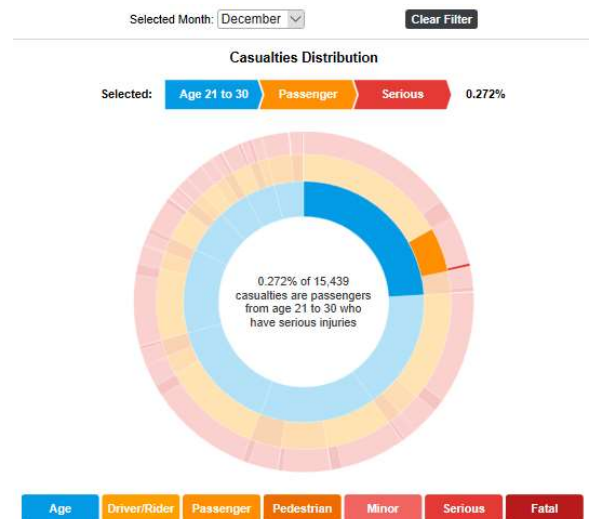 Selected Month: December
Clear Filter
Casualties Distribution
Selected: Age 21 to 30 Passenger Serious 0.272%
0.272% of 15,439
casualties are passengers
from age 21 to 30 who
have serious injuries
Age Driver/Rider Passenger Pedestrian Minor Serious Fatal